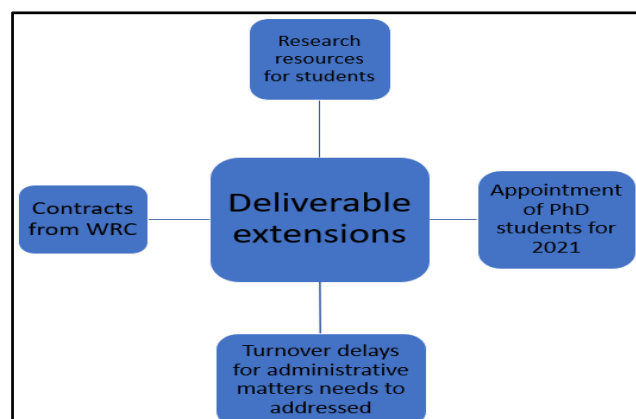 Research
resources
for students
Contracts
from WRC
Deliverable
extensions
Appointment
of PhD
students for
2021
Turnover delays
for administrative
matters needs to
addressed